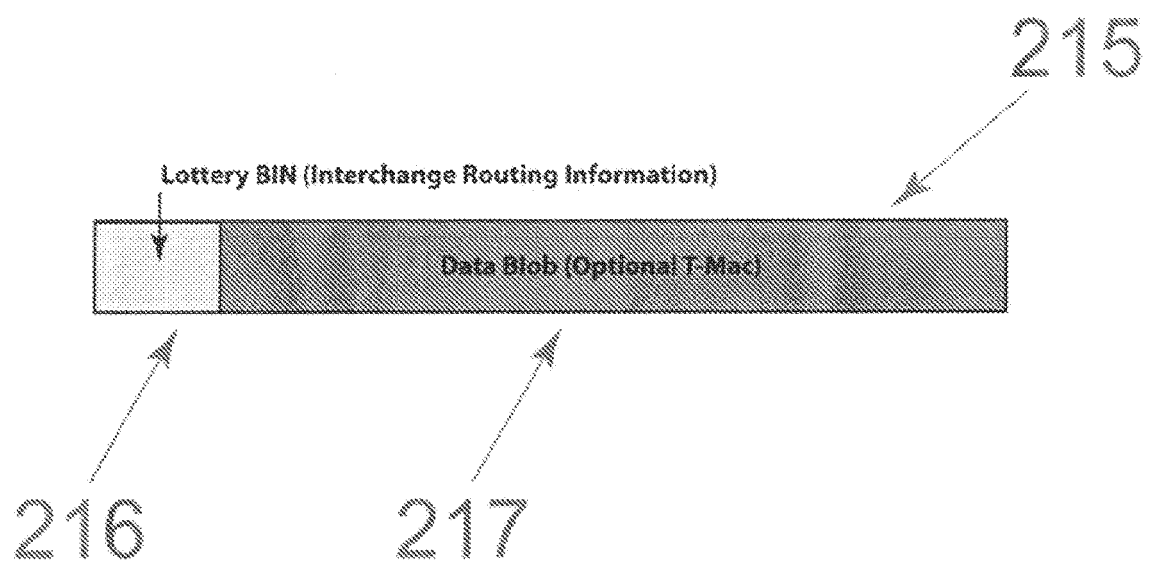 215
Lottery BIN (Interchange Routing Information)
Data Blob (Optional T-Mac)
216
217